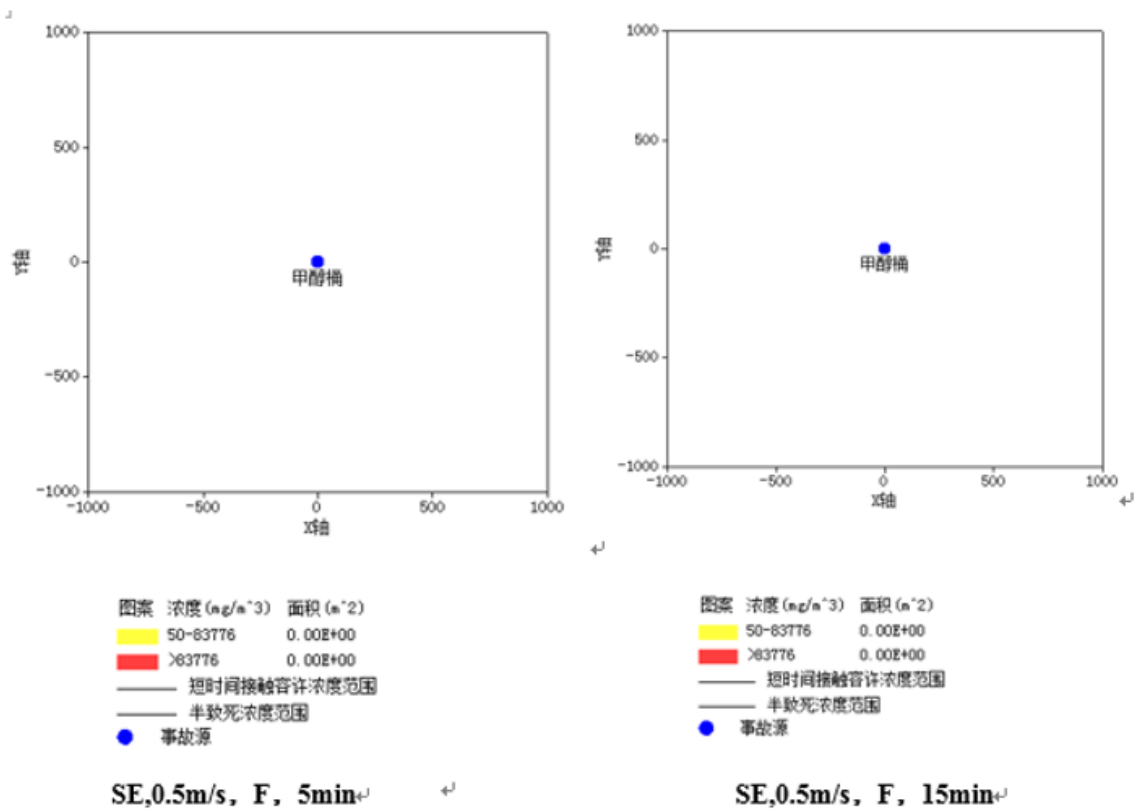 1000
500
Y轴
0
甲醇桶
-500
-1000
-1000
-500
0
500
1000
X轴
图案 浓度(mg/m^3) 面积(m^2)
50-83776 0.00E+00
>83776 0.00E+00
短时间接触容许浓度范围
半致死浓度范围
事故源
SE,0.5m/s，F，5min
1000
500
Y轴
0
甲醇桶
-500
-1000
-1000
-500
0
500
1000
X轴
图案 浓度(mg/m^3) 面积(m^2)
50-83776 0.00E+00
>83776 0.00E+00
短时间接触容许浓度范围
半致死浓度范围
事故源
SE,0.5m/s，F，15min